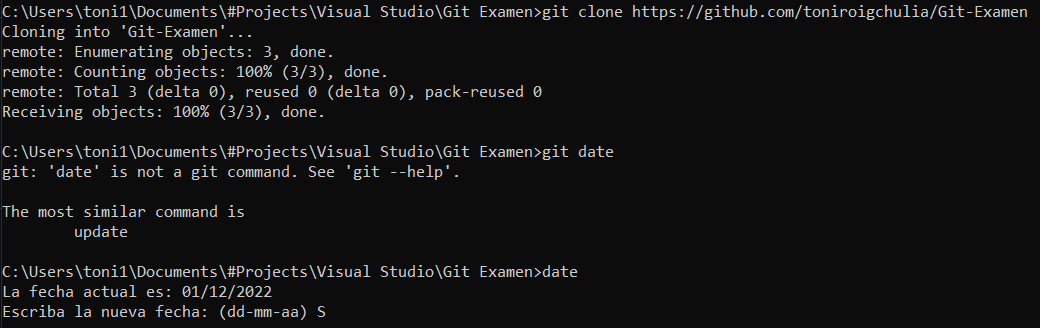 C:\Users\toni1\Documents\#Projects\Visual Studio\Git Examen>git clone https://github.com/toniroigchulia/Git-Examen
Cloning into 'Git-Examen'...
remote: Enumerating objects: 3, done.
remote: Counting objects: 100% (3/3), done.
remote: Total 3 (delta 0), reused 0 (delta 0), pack-reused 0
Receiving objects: 100% (3/3), done.
C:\Users\toni1\Documents\#Projects\Visual Studio\Git Examen>git date
git: 'date' is not a git command. See 'git --help'.
The most similar command is
update
C:\Users\toni1\Documents\#Projects\Visual Studio\Git Examen>date
La fecha actual es: 01/12/2022
Escriba la nueva fecha: (dd-mm-aa) S